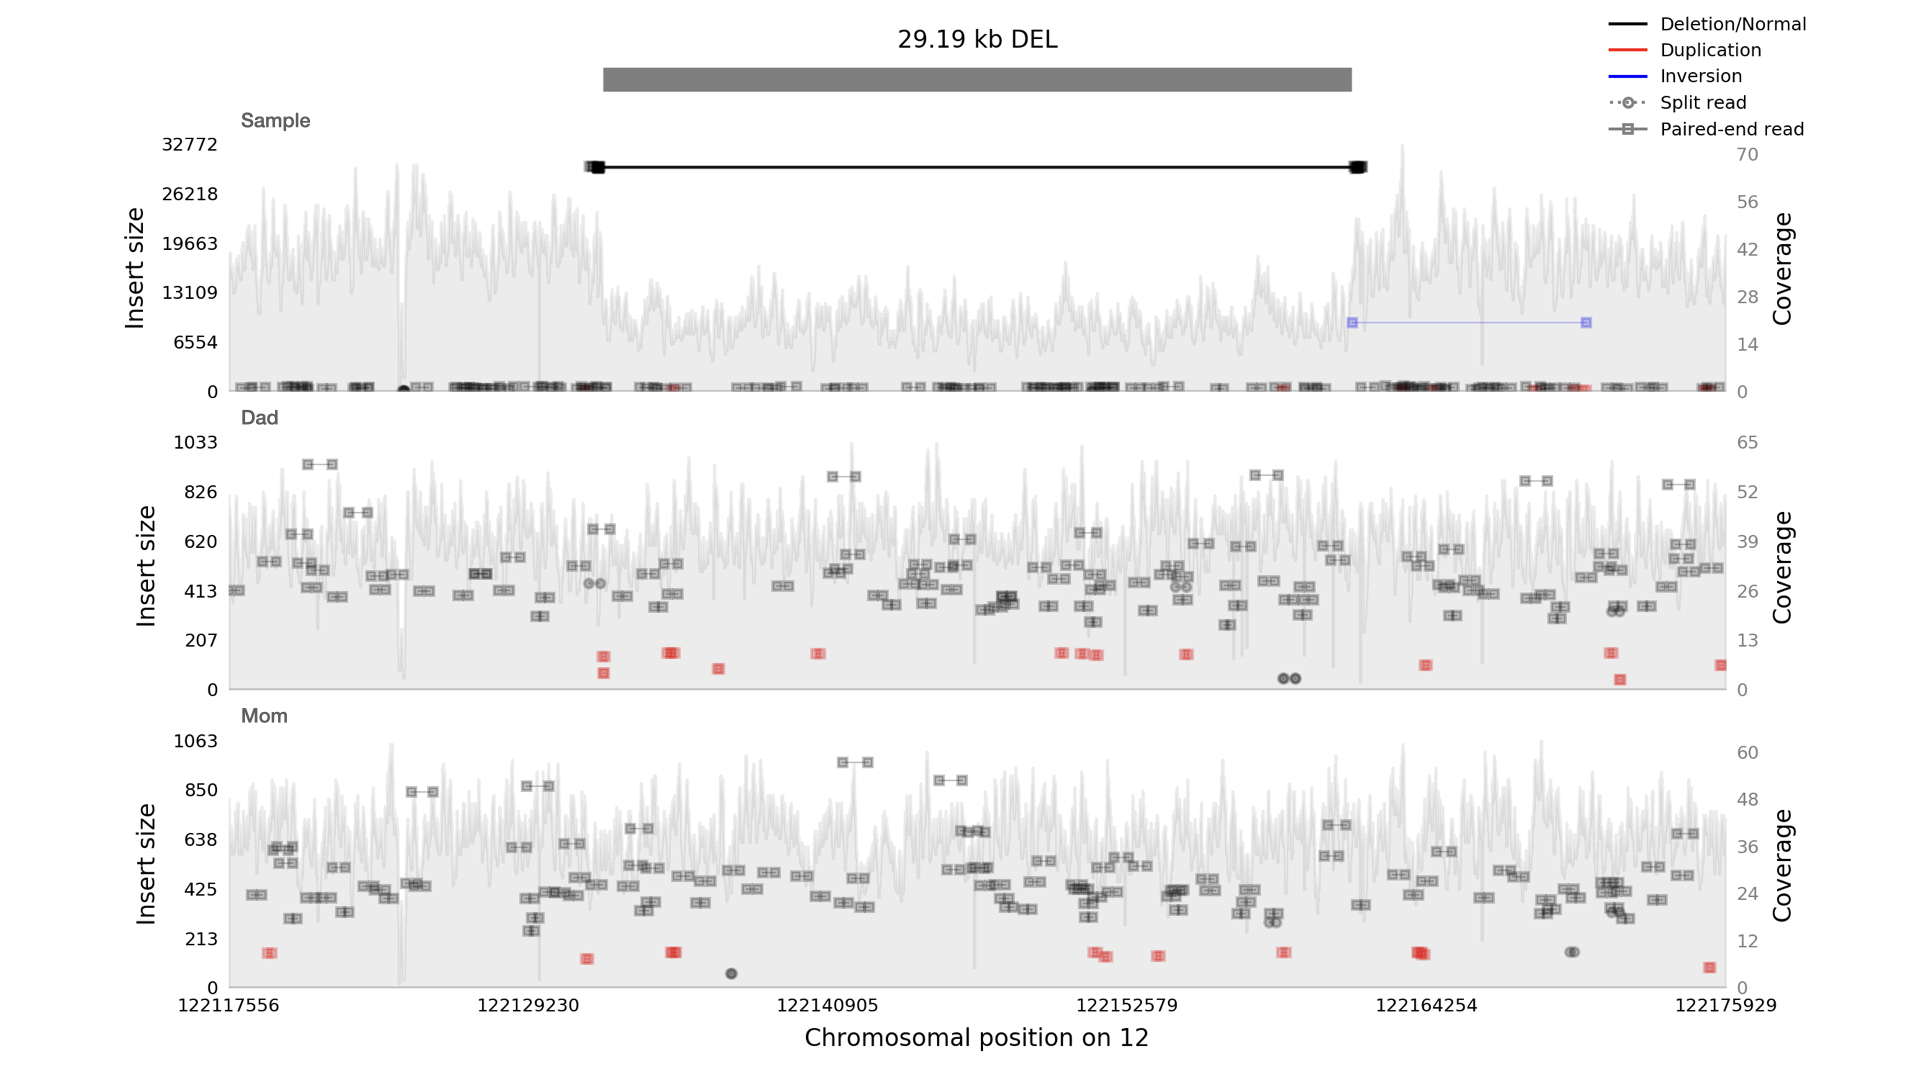 29.19 kb DEL
Deletion/Normal
Duplication
Inversion
Split read
Paired-end read
Sample
32772
26218
19663
13109
6554
0
Insert size
70
56
42
28
14
0
Coverage
Dad
1033
826
620
413
207
0
Insert size
65
52
39
26
13
0
Coverage
Mom
1063
850
638
425
213
0
Insert size
60
48
36
24
12
0
Coverage
122117556 122129230 122140905 122152579 122164254 122175929
Chromosomal position on 12